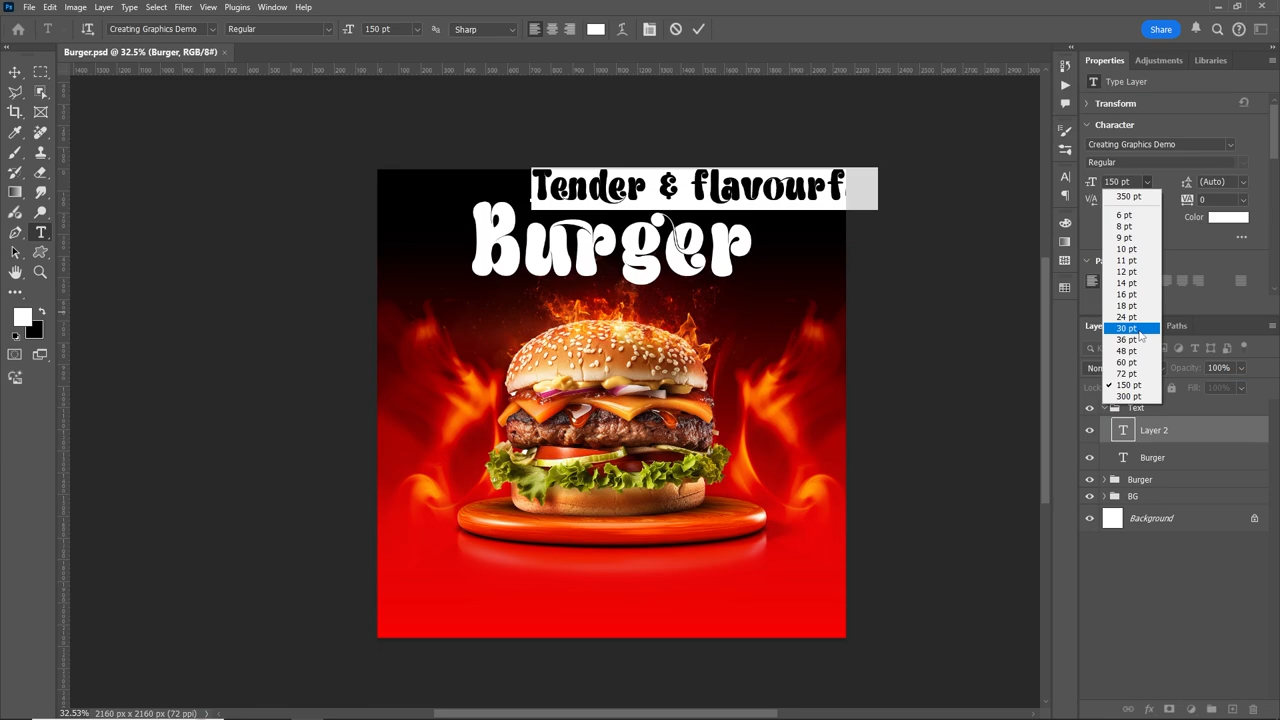 File Edit Image Layer Type Select Filter View Plugins Window Help
Creating Graphics Demo Regular 150 pt Sharp Share
Burger.psd @ 32.5% (Burger, RGB/8#)
Properties Adjustments Libraries
Type Layer
Transform
Character
Creating Graphics Demo
Regular
150 pt (Auto)
350 pt
0
6 pt
Color
8 pt
9 pt
10 pt
11 pt
12 pt
14 pt
16 pt
18 pt
24 pt
30 pt
36 pt
48 pt
60 pt
72 pt
150 pt
300 pt
Paths
Opacity: 100%
Lock: Fill: 100%
Text
Layer 2
Burger
Burger
BG
Background
Tender & flavourf
Burger
32.53% 2160 px x 2160 px (72 ppi)